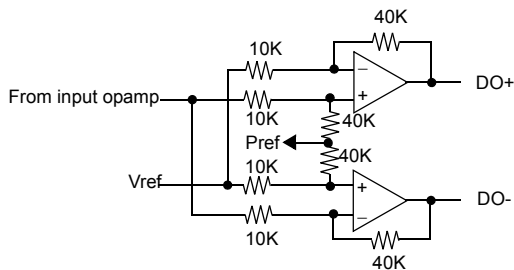 40K
10K
−
DO+
From input opamp
+
10K
40K
Pref
40K
10K
Vref
+
DO-
−
10K
40K